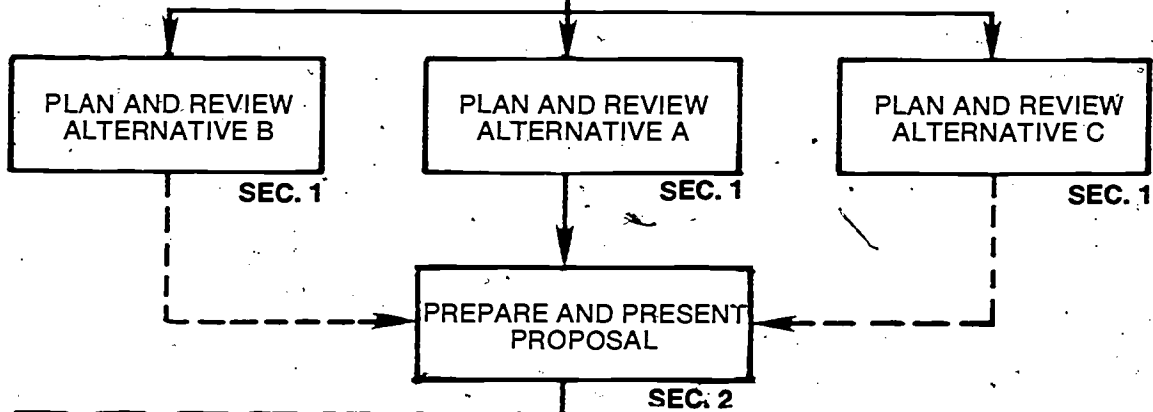 PLAN AND REVIEW
ALTERNATIVE B
SEC. 1
PLAN AND REVIEW
ALTERNATIVE A
SEC. 1
PLAN AND REVIEW
ALTERNATIVE C
SEC. 1
PREPARE AND PRESENT
PROPOSAL
SEC. 2